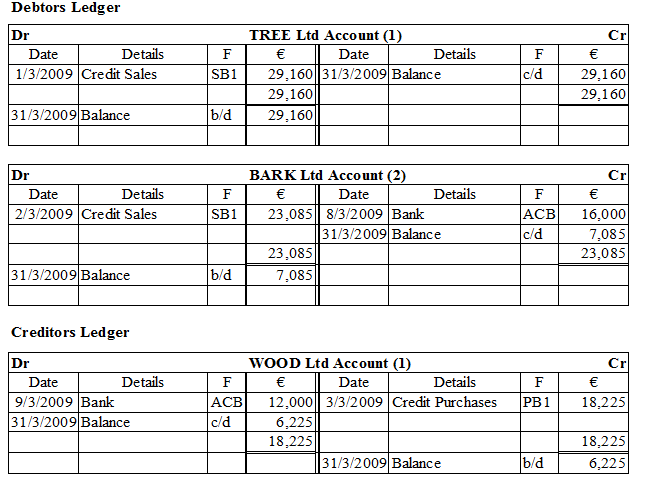 Debtors Ledger
Dr TREE Ltd Account (1) Cr
Date Details F € Date Details F €
1/3/2009 Credit Sales SB1 29,160 31/3/2009 Balance c/d 29,160
29,160 29,160
31/3/2009 Balance b/d 29,160
Dr BARK Ltd Account (2) Cr
Date Details F € Date Details F €
2/3/2009 Credit Sales SB1 23,085 8/3/2009 Bank ACB 16,000
31/3/2009 Balance c/d 7,085
23,085 23,085
31/3/2009 Balance b/d 7,085
Creditors Ledger
Dr WOOD Ltd Account (1) Cr
Date Details F € Date Details F €
9/3/2009 Bank ACB 12,000 3/3/2009 Credit Purchases PB1 18,225
31/3/2009 Balance c/d 6,225
18,225 18,225
31/3/2009 Balance b/d 6,225